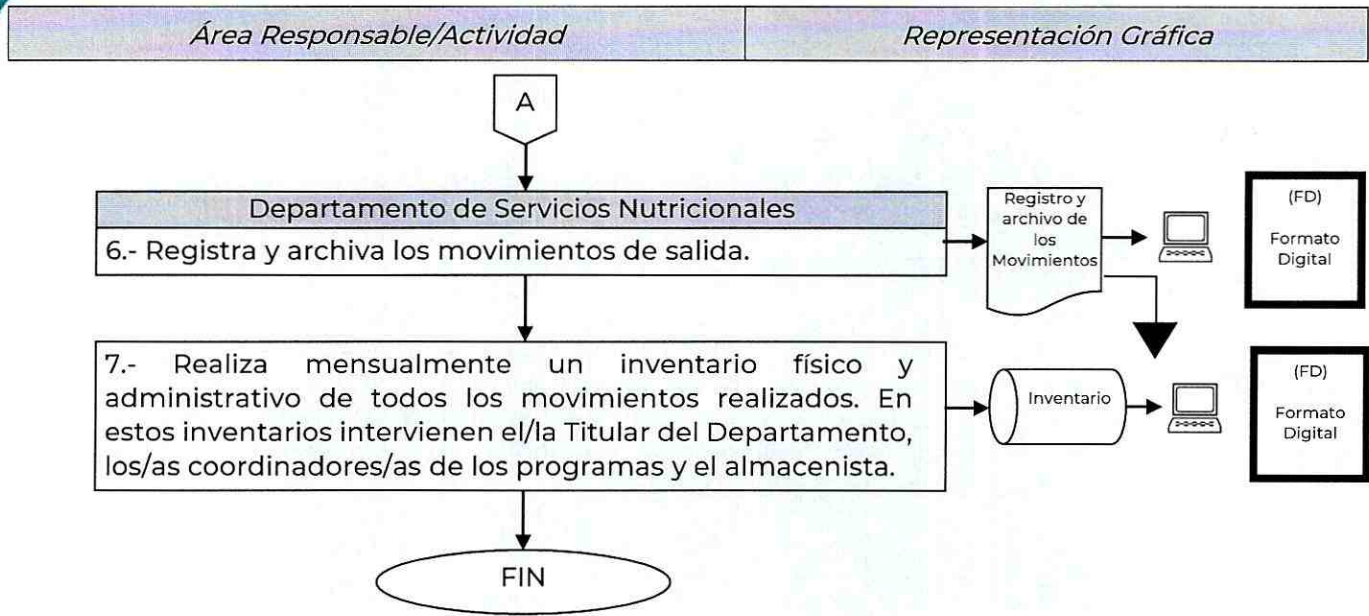 Área Responsable/Actividad
Representación Gráfica
A
Departamento de Servicios Nutricionales
6.- Registra y archiva los movimientos de salida.
Registro y
archivo de
los
Movimientos
(FD)
Formato
Digital
7.- Realiza mensualmente un inventario físico y
administrativo de todos los movimientos realizados. En
estos inventarios intervienen el/la Titular del Departamento,
los/as coordinadores/as de los programas y el almacenista.
Inventario
(FD)
Formato
Digital
FIN